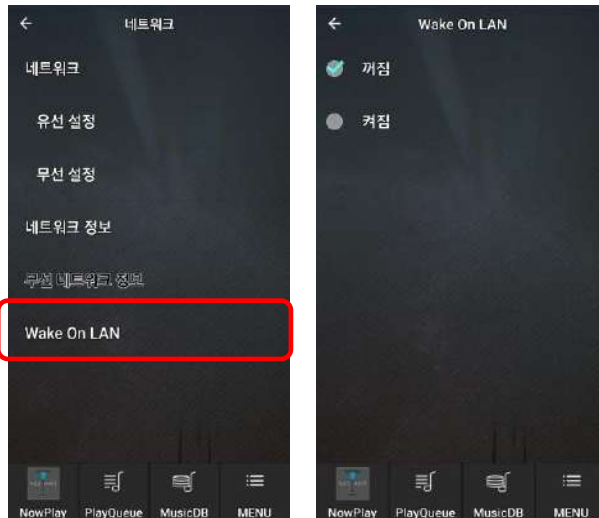 네트워크
네트워크
유선 설정
무선 설정
네트워크 정보
무선 네트워크 정보
Wake On LAN
NowPlay PlayQueue MusicDB MENU
Wake On LAN
꺼짐
켜짐
NowPlay PlayQueue MusicDB MENU